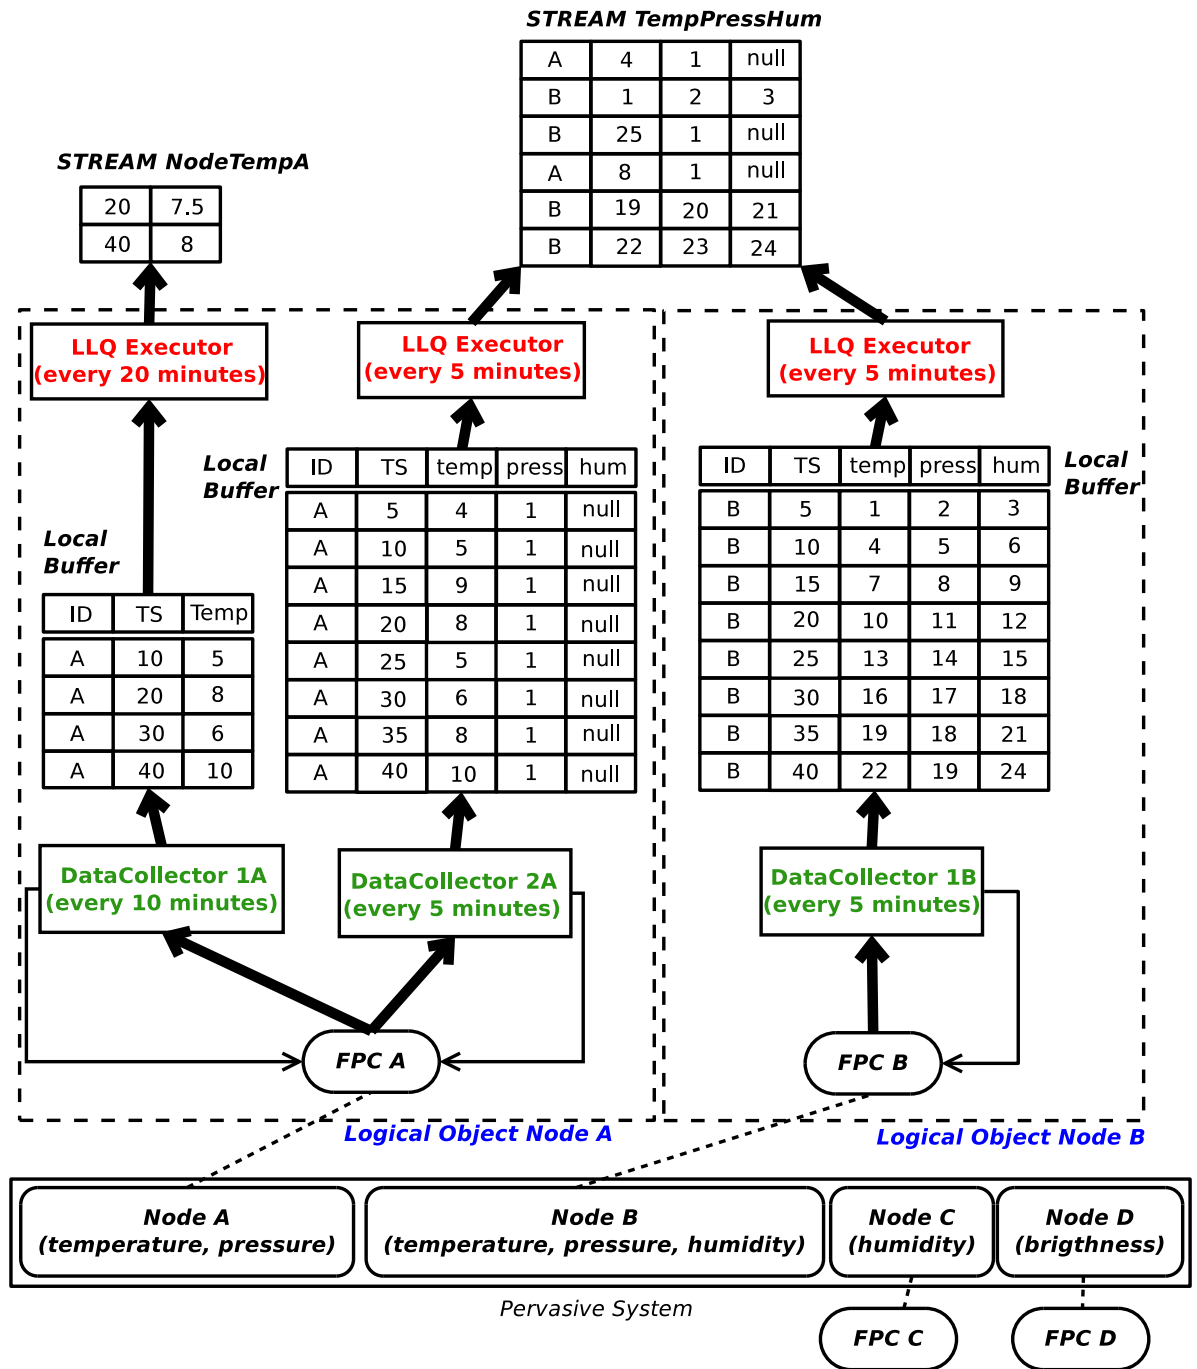 STREAM TempPressHum
A 4 1 null
B 1 2 3
B 25 1 null
A 8 1 null
B 19 20 21
B 22 23 24
STREAM NodeTempA
20 7.5
40 8
LLQ Executor
(every 20 minutes)
LLQ Executor
(every 5 minutes)
LLQ Executor
(every 5 minutes)
Local
Buffer
ID TS Temp
A 10 5
A 20 8
A 30 6
A 40 10
Local
Buffer
ID TS temp press hum
A 5 4 1 null
A 10 5 1 null
A 15 9 1 null
A 20 8 1 null
A 25 5 1 null
A 30 6 1 null
A 35 8 1 null
A 40 10 1 null
Local
Buffer
ID TS temp press hum
B 5 1 2 3
B 10 4 5 6
B 15 7 8 9
B 20 10 11 12
B 25 13 14 15
B 30 16 17 18
B 35 19 18 21
B 40 22 19 24
DataCollector 1A
(every 10 minutes)
DataCollector 2A
(every 5 minutes)
DataCollector 1B
(every 5 minutes)
FPC A
FPC B
Logical Object Node A
Logical Object Node B
Node A
(temperature, pressure)
Node B
(temperature, pressure, humidity)
Node C
(humidity)
Node D
(brigthness)
Pervasive System
FPC C
FPC D